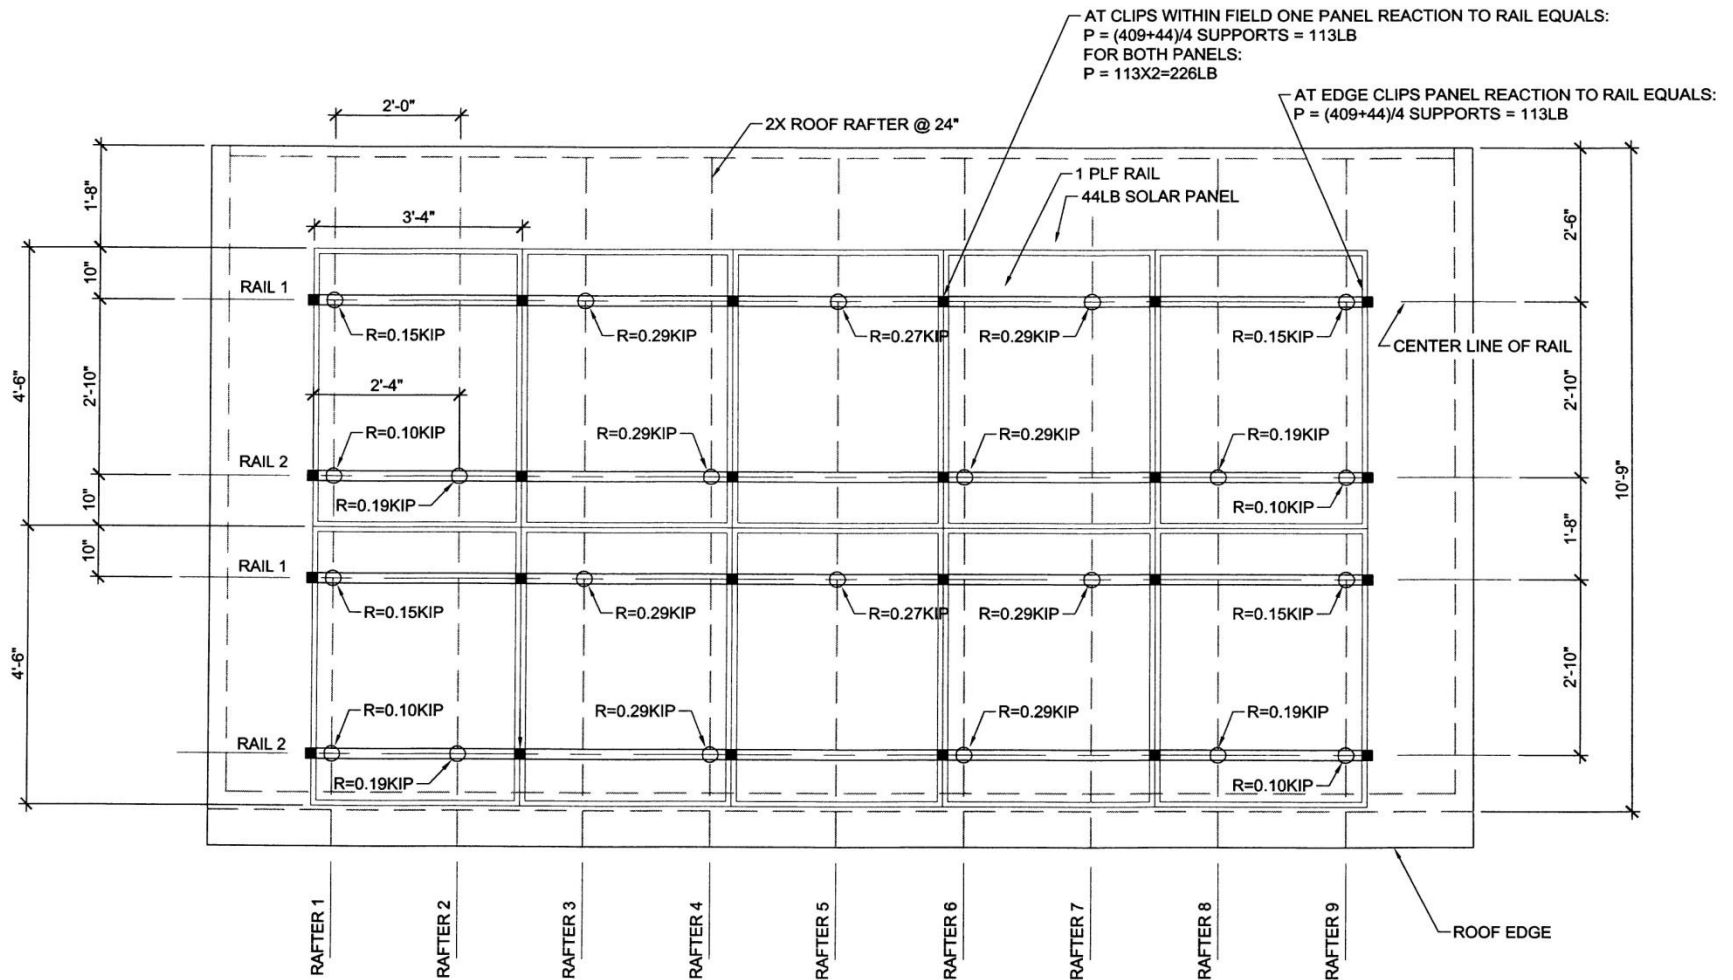 AT CLIPS WITHIN FIELD ONE PANEL REACTION TO RAIL EQUALS:
P = (409+44)/4 SUPPORTS = 113LB
FOR BOTH PANELS:
P = 113X2=226LB
AT EDGE CLIPS PANEL REACTION TO RAIL EQUALS:
P = (409+44)/4 SUPPORTS = 113LB
2'-0"
2X ROOF RAFTER @ 24"
1 PLF RAIL
44LB SOLAR PANEL
1'-8"
3'-4"
2'-6"
10"
RAIL 1
R=0.15KIP
R=0.29KIP
R=0.27KIP
R=0.29KIP
R=0.15KIP
CENTER LINE OF RAIL
4'-6"
2'-10"
2'-4"
2'-10"
R=0.10KIP
R=0.29KIP
R=0.29KIP
R=0.19KIP
RAIL 2
10"
R=0.19KIP
R=0.10KIP
10'-9"
1'-8"
10"
RAIL 1
R=0.15KIP
R=0.29KIP
R=0.27KIP
R=0.29KIP
R=0.15KIP
4'-6"
2'-10"
R=0.10KIP
R=0.29KIP
R=0.29KIP
R=0.19KIP
RAIL 2
R=0.19KIP
R=0.10KIP
RAFTER 1
RAFTER 2
RAFTER 3
RAFTER 4
RAFTER 5
RAFTER 6
RAFTER 7
RAFTER 8
RAFTER 9
ROOF EDGE